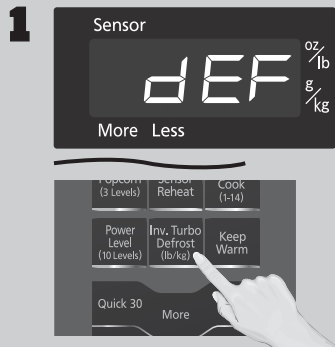 1
Sensor
dEF
oz/lb
g/kg
More Less
Popcorn Sensor Cook
(3 Levels) Reheat (1-14)
Power Inv. Turbo Keep
Level Defrost Warm
(10 Levels) (lb/kg)
Quick 30 More